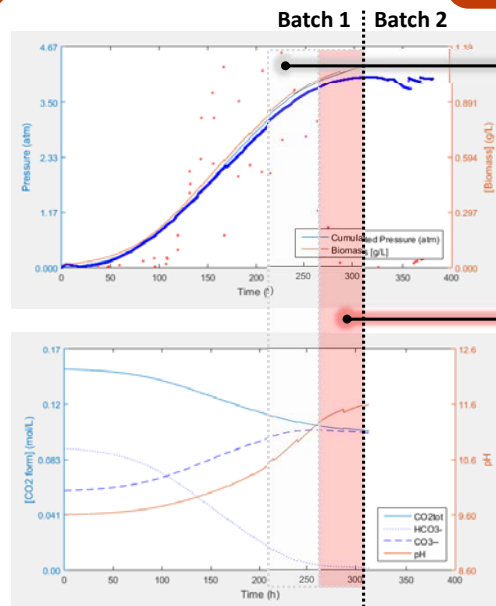 Batch 1 Batch 2
4.67
3.50
2.33
1.17
0.000
Pressure (atm)
1.19
0.891
0.594
0.297
0.000
[Biomass] (g/L)
Cumulated Pressure (atm)
Biomass [g/L]
0 50 100 150 200 250 300 350 400
Time (h)
0.17
0.12
0.083
0.041
0.00
[CO2 form] (mol/L)
12.6
11.6
10.6
9.60
8.60
pH
CO2tot
HCO3-
CO3--
pH
0 50 100 150 200 250 300 350 400
Time (h)